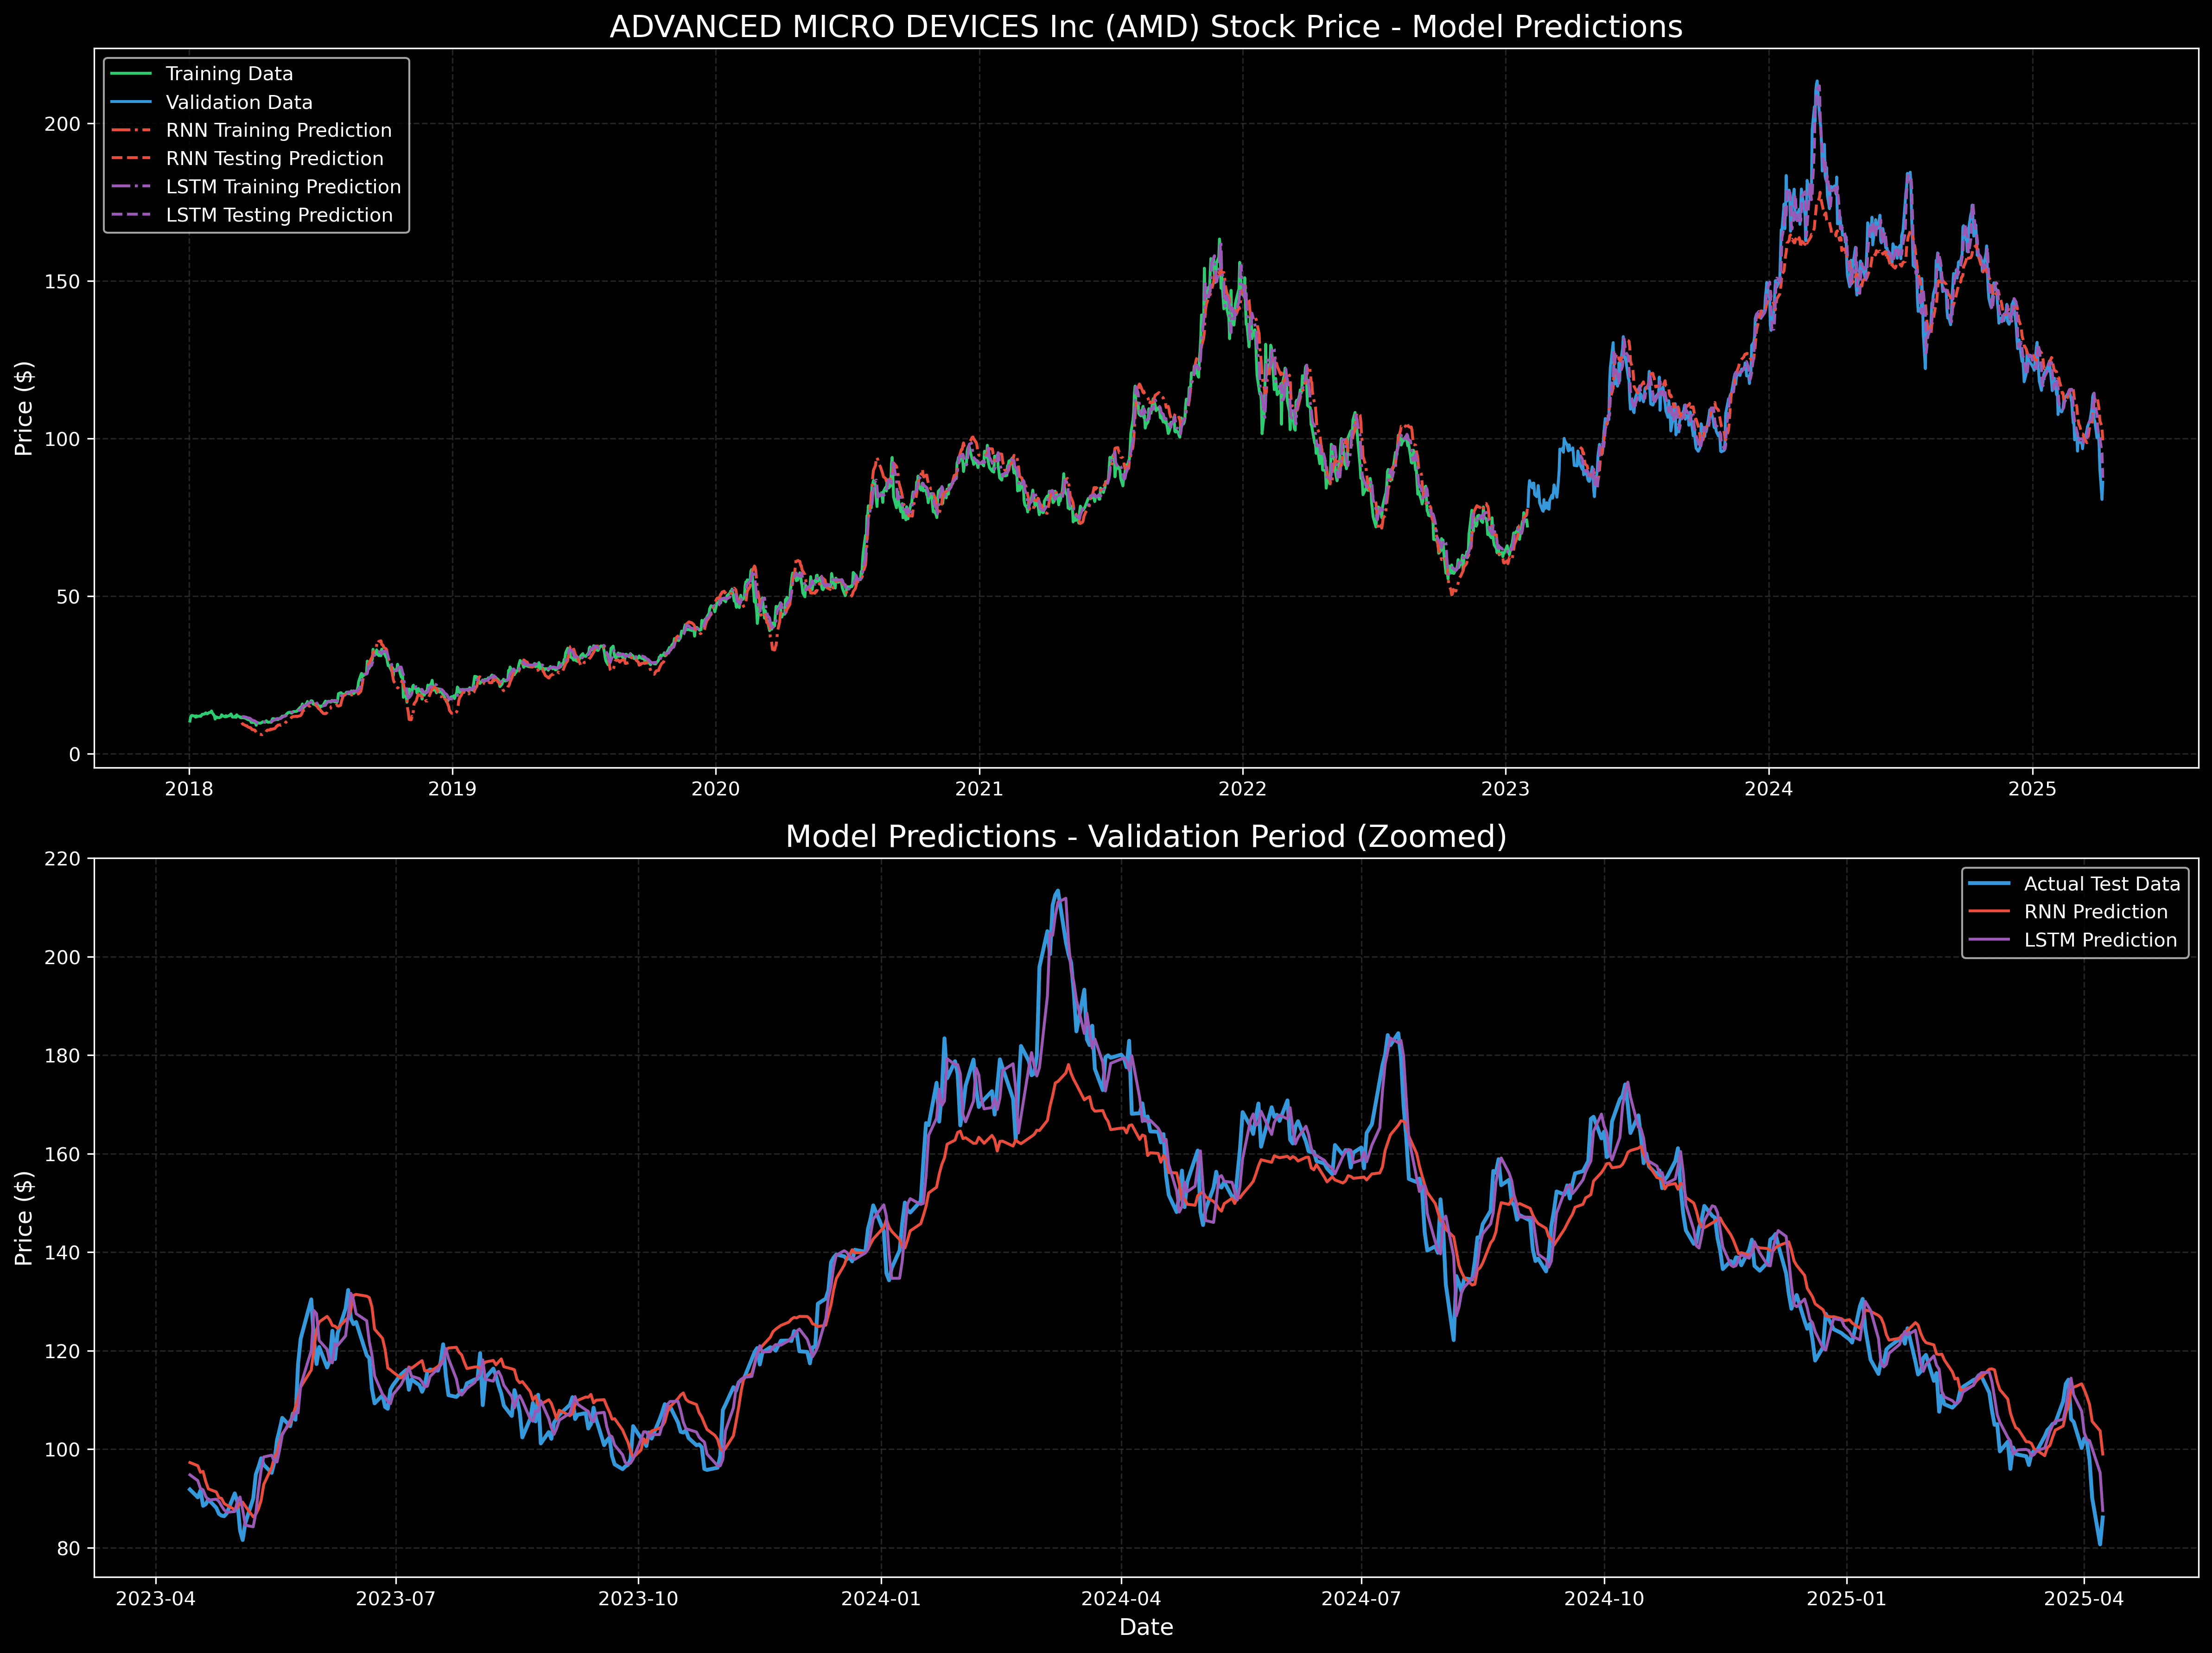 ADVANCED MICRO DEVICES Inc (AMD) Stock Price - Model Predictions
Training Data
Validation Data
RNN Training Prediction
RNN Testing Prediction
LSTM Training Prediction
LSTM Testing Prediction
Price ($)
200
150
100
50
0
2018 2019 2020 2021 2022 2023 2024 2025
Model Predictions - Validation Period (Zoomed)
Actual Test Data
RNN Prediction
LSTM Prediction
Price ($)
220
200
180
160
140
120
100
80
2023-04 2023-07 2023-10 2024-01 2024-04 2024-07 2024-10 2025-01 2025-04
Date